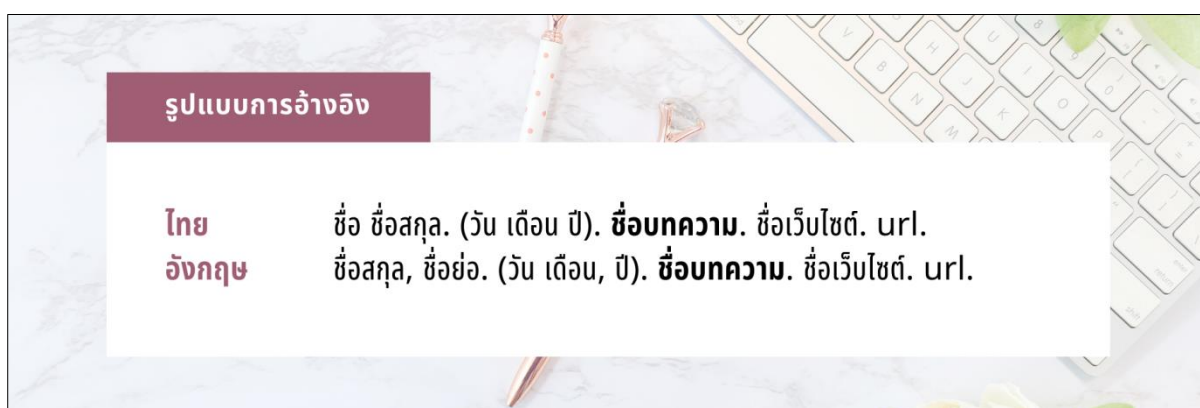 รูปแบบการอ้างอิง
ไทย ชื่อ ชื่อสกุล. (วัน เดือน ปี). ชื่อบทความ. ชื่อเว็บไซต์. url.
อังกฤษ ชื่อสกุล, ชื่อย่อ. (วัน เดือน, ปี). ชื่อบทความ. ชื่อเว็บไซต์. url.